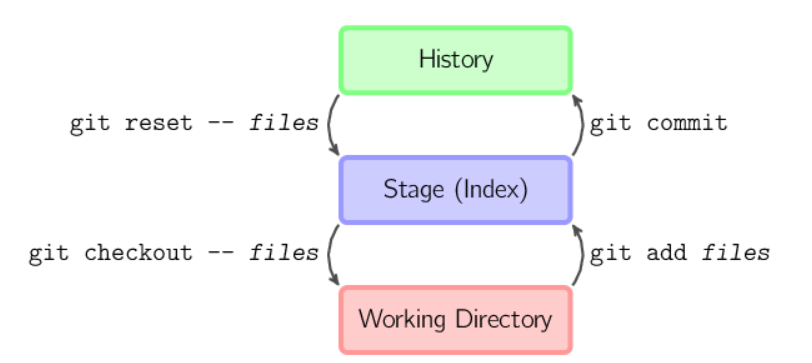 History
git reset -- files
git commit
Stage (Index)
git checkout -- files
git add files
Working Directory